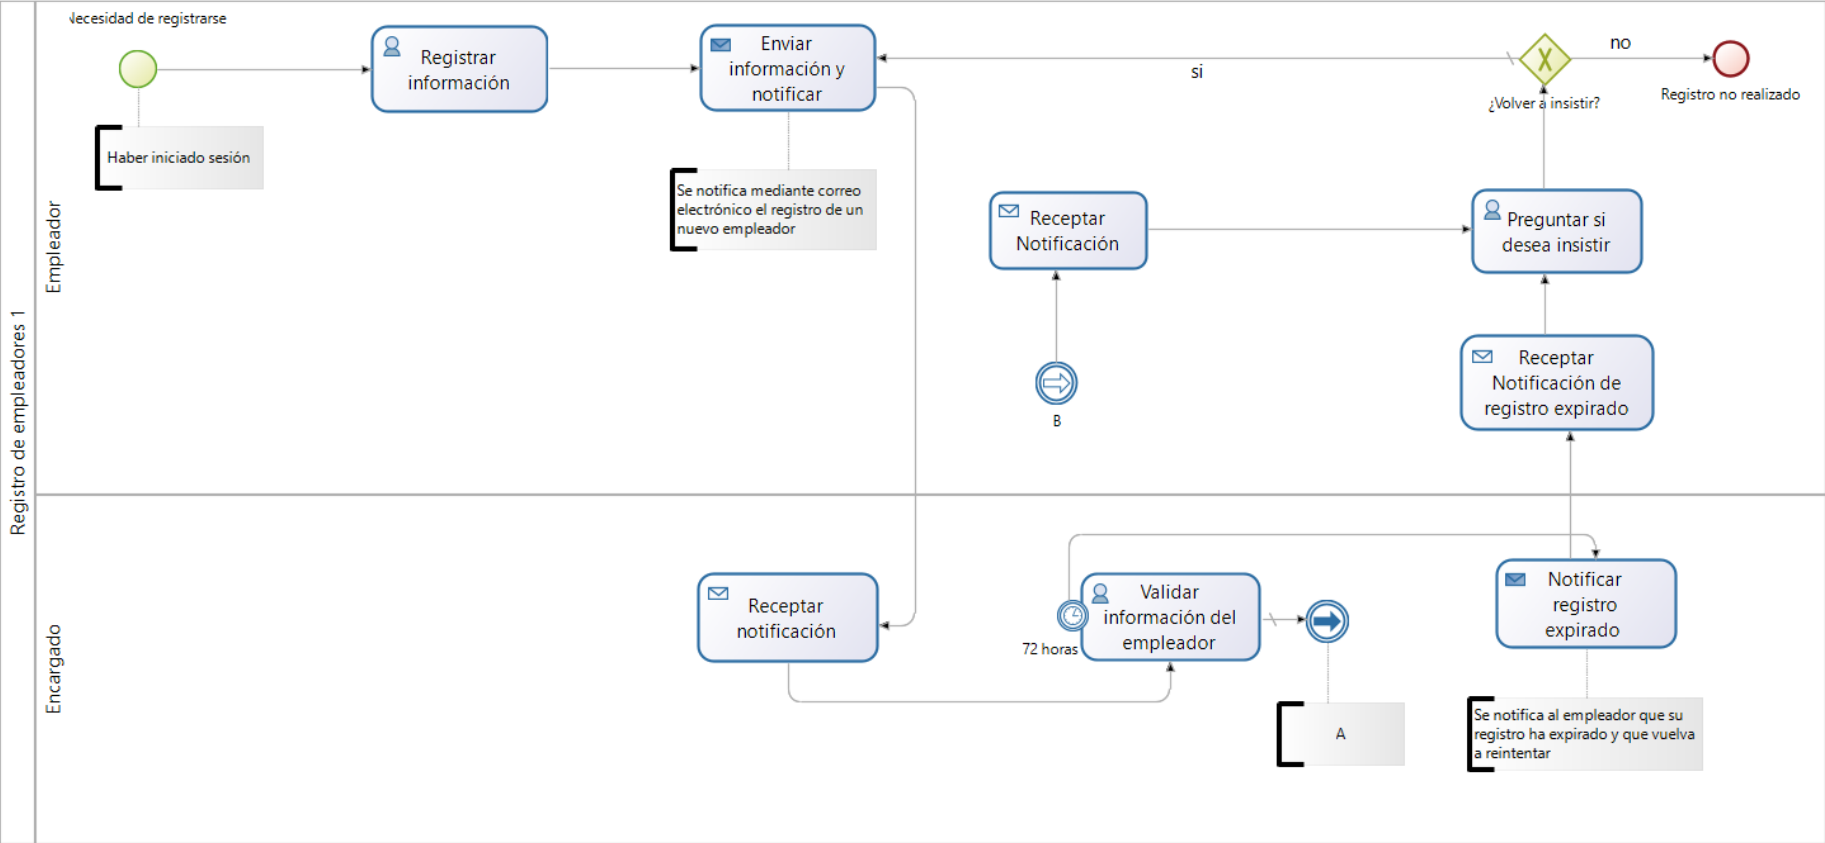 Necesidad de registrarse
Registrar
información
Enviar
información y
notificar
si
no
¿Volver a insistir?
Registro no realizado
Haber iniciado sesión
Se notifica mediante correo
electrónico el registro de un
nuevo empleador
Receptar
Notificación
Preguntar si
desea insistir
Receptar
Notificación de
registro expirado
B
Empleador
Registro de empleadores 1
Encargado
Receptar
notificación
72 horas
Validar
información del
empleador
Notificar
registro
expirado
A
Se notifica al empleador que su
registro ha expirado y que vuelva
a reintentar